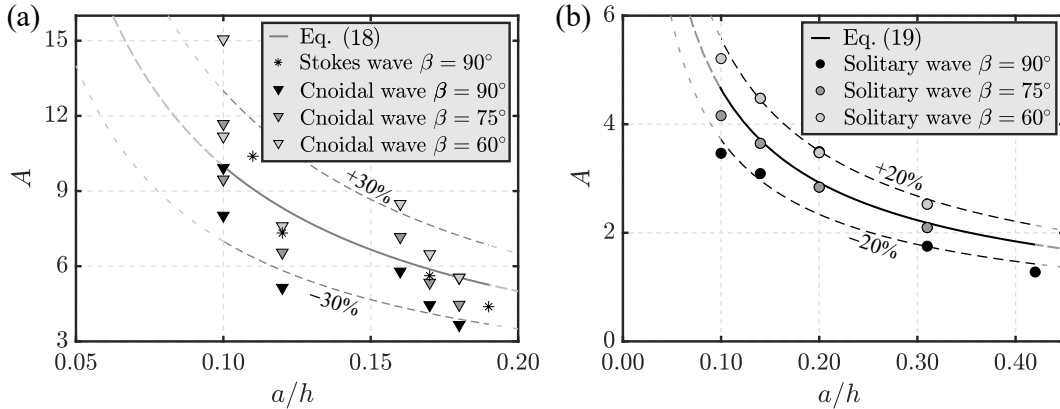 (a)
15
12
9
6
3
A
0.05
0.10
0.15
0.20
a/h
Eq. (18)
Stokes wave β = 90°
Cnoidal wave β = 90°
Cnoidal wave β = 75°
Cnoidal wave β = 60°
+30%
−30%
(b)
6
4
2
0
A
0.00
0.10
0.20
0.30
0.40
a/h
Eq. (19)
Solitary wave β = 90°
Solitary wave β = 75°
Solitary wave β = 60°
+20%
−20%